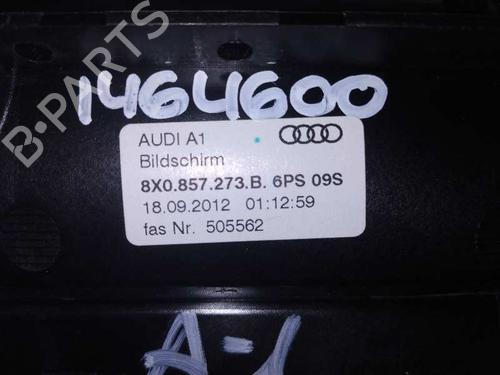 B-PARTS
1464600
AUDI A1
Bildschirm
8X0.857.273.B. 6PS 09S
18.09.2012 01:12:59
fas Nr. 505562
A-1